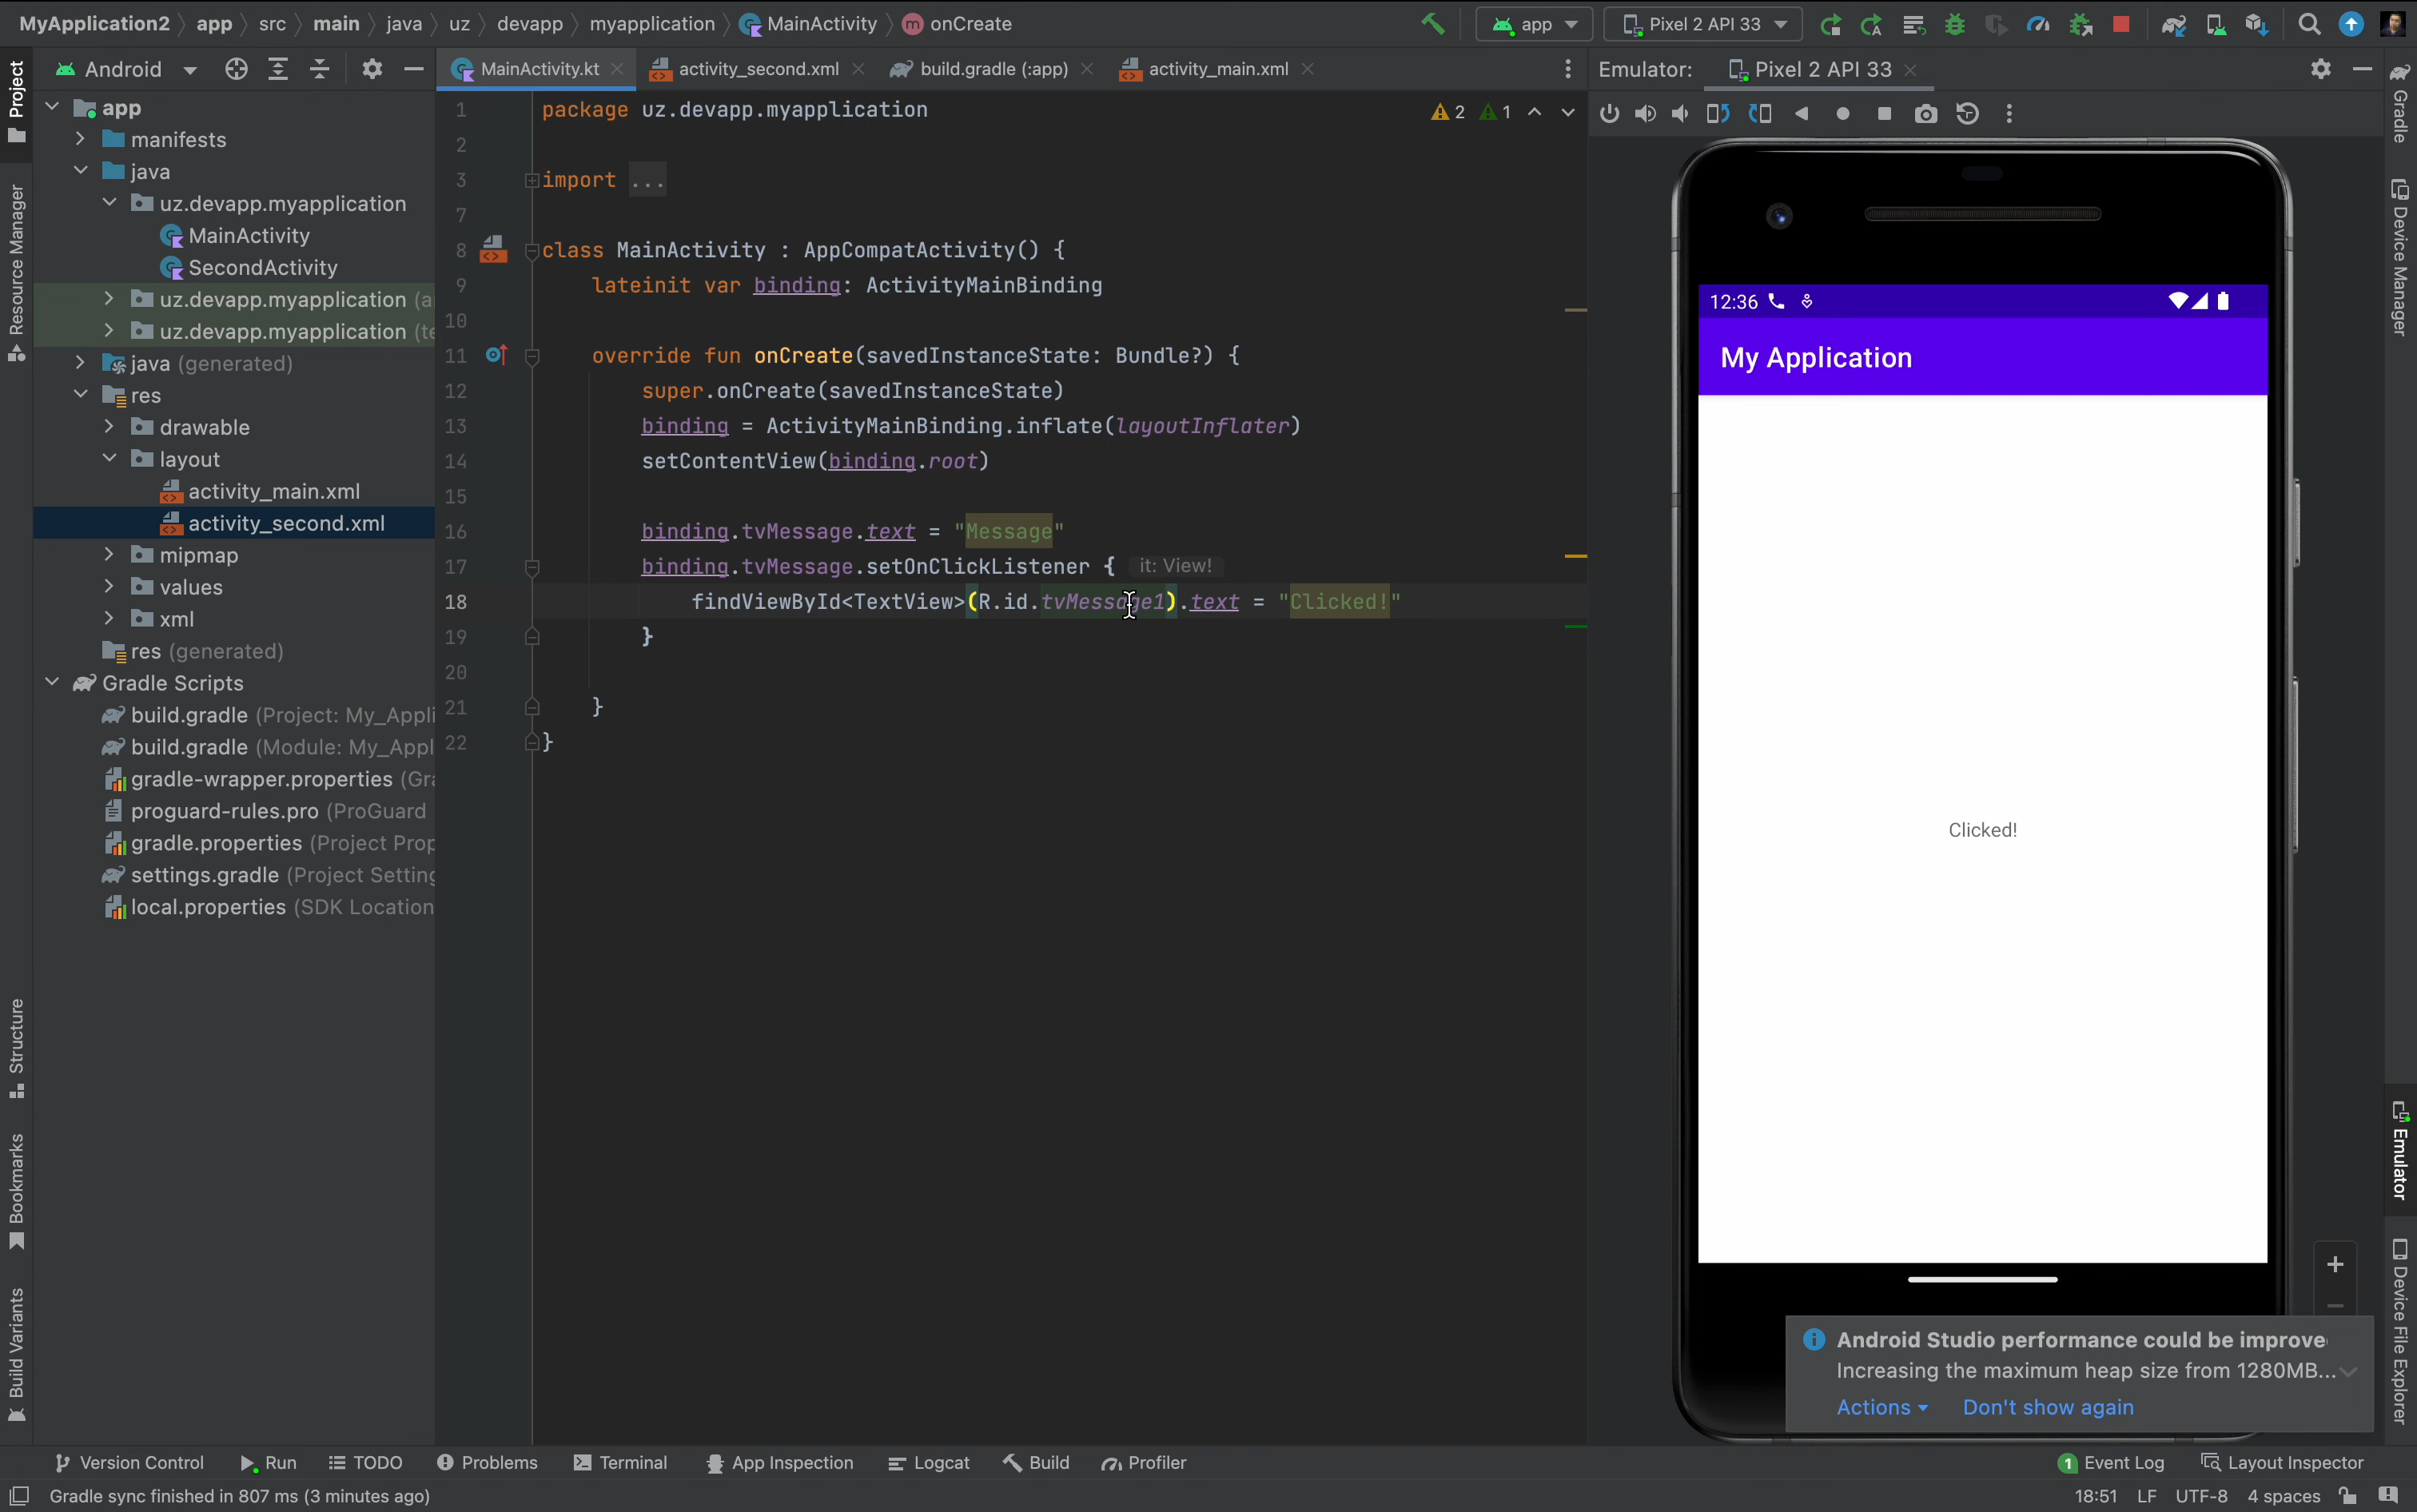 MyApplication2 app src main java uz devapp myapplication MainActivity onCreate
app
Pixel 2 API 33
Android
MainActivity.kt
activity_second.xml
build.gradle (:app)
activity_main.xml
Emulator:
Pixel 2 API 33
Project
Resource Manager
Structure
Bookmarks
Build Variants
app
manifests
java
uz.devapp.myapplication
MainActivity
SecondActivity
uz.devapp.myapplication (a
uz.devapp.myapplication (te
java (generated)
res
drawable
layout
activity_main.xml
activity_second.xml
mipmap
values
xml
res (generated)
Gradle Scripts
build.gradle (Project: My_Appli
build.gradle (Module: My_Appl
gradle-wrapper.properties (Gra
proguard-rules.pro (ProGuard
gradle.properties (Project Prop
settings.gradle (Project Setting
local.properties (SDK Location
2 1
1 package uz.devapp.myapplication
2
3 import ...
7
8 class MainActivity : AppCompatActivity() {
9 lateinit var binding: ActivityMainBinding
10
11 override fun onCreate(savedInstanceState: Bundle?) {
12 super.onCreate(savedInstanceState)
13 binding = ActivityMainBinding.inflate(layoutInflater)
14 setContentView(binding.root)
15
16 binding.tvMessage.text = "Message"
17 binding.tvMessage.setOnClickListener { it: View!
18 findViewById<TextView>(R.id.tvMessage1).text = "Clicked!"
19 }
20
21 }
22 }
12:36
My Application
Clicked!
+
Android Studio performance could be improve
Increasing the maximum heap size from 1280MB...
Actions
Don't show again
Gradle
Device Manager
Emulator
Device File Explorer
Version Control
Run
TODO
Problems
Terminal
App Inspection
Logcat
Build
Profiler
1 Event Log
Layout Inspector
Gradle sync finished in 807 ms (3 minutes ago)
18:51 LF UTF-8 4 spaces